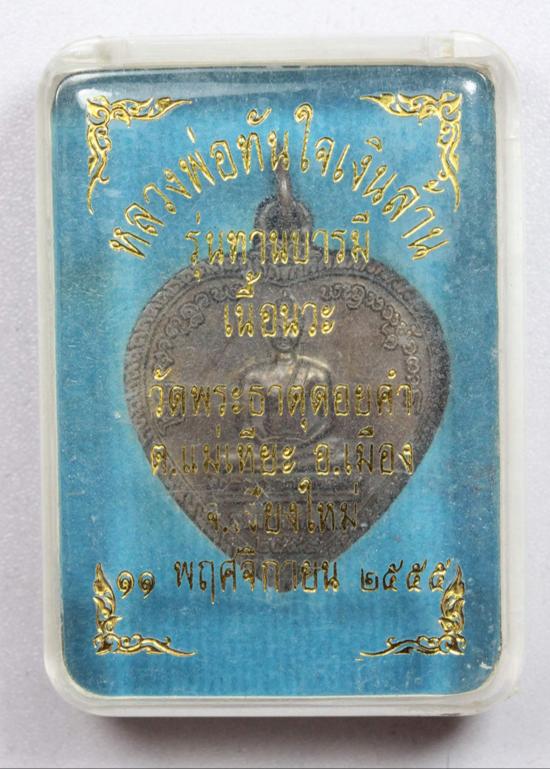 หลวงพ่อทันใจเงินล้าน
รุ่นทานบารมี
เนื้อนวะ
วัดพระธาตุดอยคำ
ต.แม่เหียะ อ.เมือง
จ.เชียงใหม่
๑๑ พฤศจิกายน ๒๕๕๕